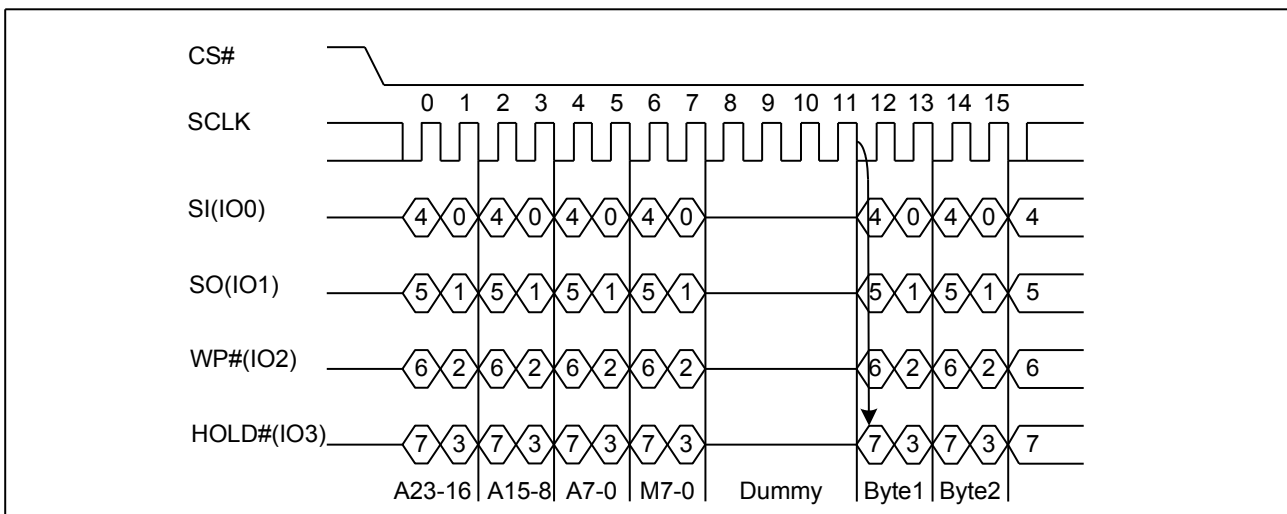 CS#
0 1 2 3 4 5 6 7 8 9 10 11 12 13 14 15
SCLK
SI(IO0) 4 0 4 0 4 0 4 0 4 0 4 0 4
SO(IO1) 5 1 5 1 5 1 5 1 5 1 5 1 5
WP#(IO2) 6 2 6 2 6 2 6 2 6 2 6 2 6
HOLD#(IO3) 7 3 7 3 7 3 7 3 7 3 7 3 7
A23-16 A15-8 A7-0 M7-0 Dummy Byte1 Byte2